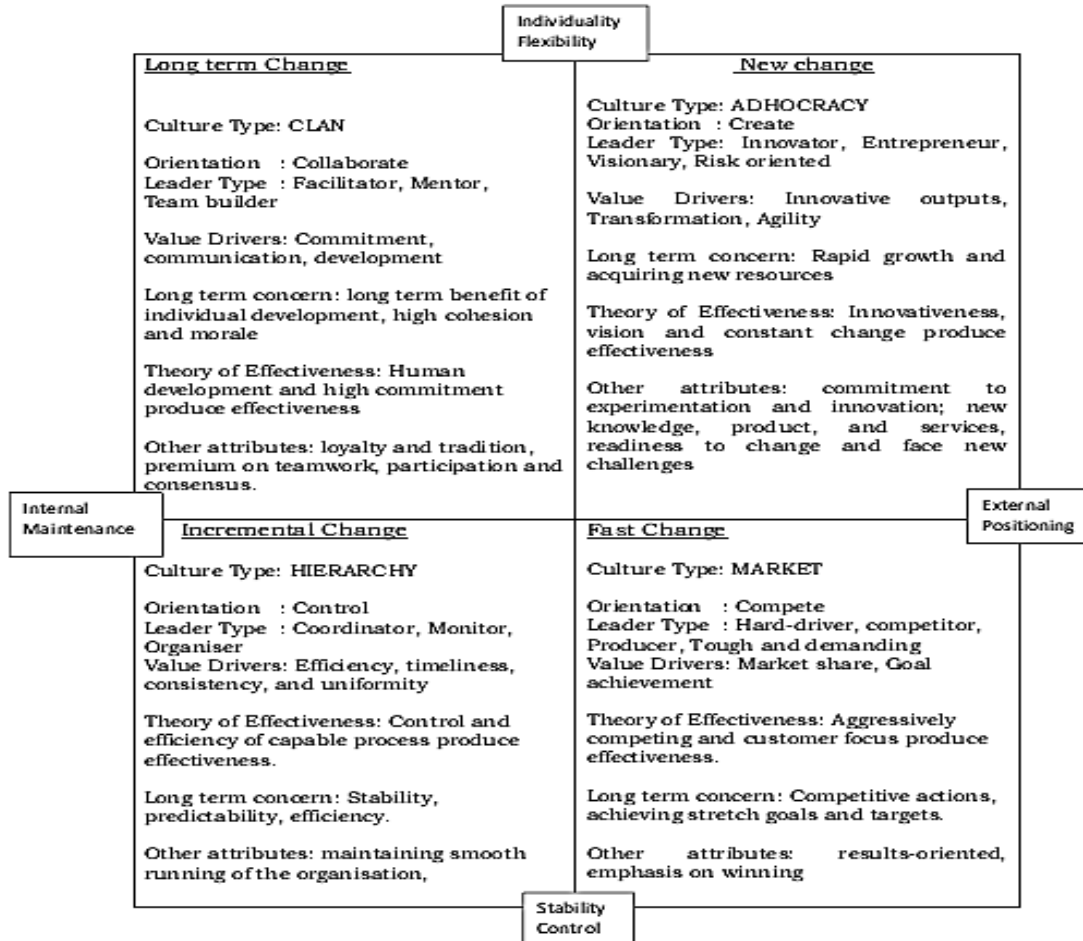 Individuality
Flexibility
Long term Change
Culture Type: CLAN
Orientation : Collaborate
Leader Type : Facilitator, Mentor,
Team builder
Value Drivers: Commitment,
communication, development
Long term concern: long term benefit of
individual development, high cohesion
and morale
Theory of Effectiveness: Human
development and high commitment
produce effectiveness
Other attributes: loyalty and tradition,
premium on teamwork, participation and
consensus.
New change
Culture Type: ADHOCRACY
Orientation : Create
Leader Type: Innovator, Entrepreneur,
Visionary, Risk oriented
Value Drivers: Innovative outputs,
Transformation, Agility
Long term concern: Rapid growth and
acquiring new resources
Theory of Effectiveness: Innovativeness,
vision and constant change produce
effectiveness
Other attributes: commitment to
experimentation and innovation; new
knowledge, product, and services,
readiness to change and face new
challenges
Internal
Maintenance
External
Positioning
Incremental Change
Culture Type: HIERARCHY
Orientation : Control
Leader Type : Coordinator, Monitor,
Organiser
Value Drivers: Efficiency, timeliness,
consistency, and uniformity
Theory of Effectiveness: Control and
efficiency of capable process produce
effectiveness.
Long term concern: Stability,
predictability, efficiency.
Other attributes: maintaining smooth
running of the organisation,
Fast Change
Culture Type: MARKET
Orientation : Compete
Leader Type : Hard-driver, competitor,
Producer, Tough and demanding
Value Drivers: Market share, Goal
achievement
Theory of Effectiveness: Aggressively
competing and customer focus produce
effectiveness.
Long term concern: Competitive actions,
achieving stretch goals and targets.
Other attributes: results-oriented,
emphasis on winning
Stability
Control